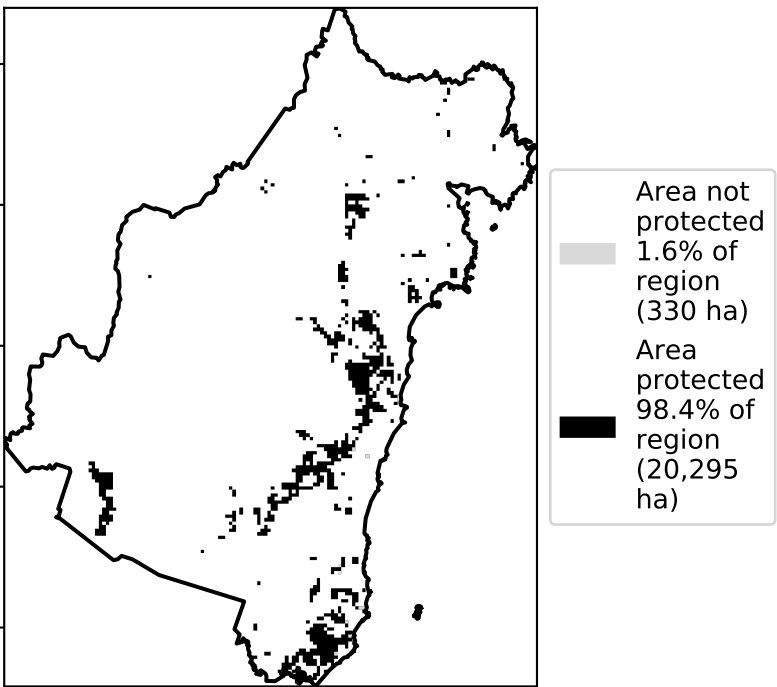 Area not
protected
1.6% of
region
(330 ha)
Area
protected
98.4% of
region
(20,295
ha)